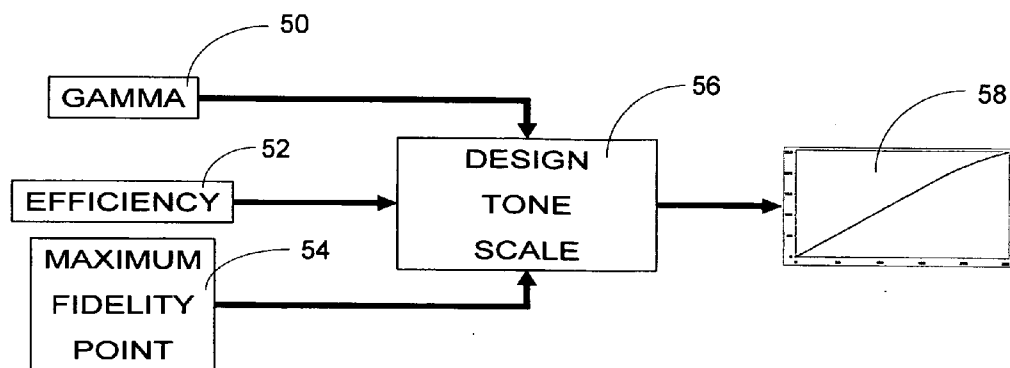 50
GAMMA
52
EFFICIENCY
54
MAXIMUM
FIDELITY
POINT
56
DESIGN
TONE
SCALE
58